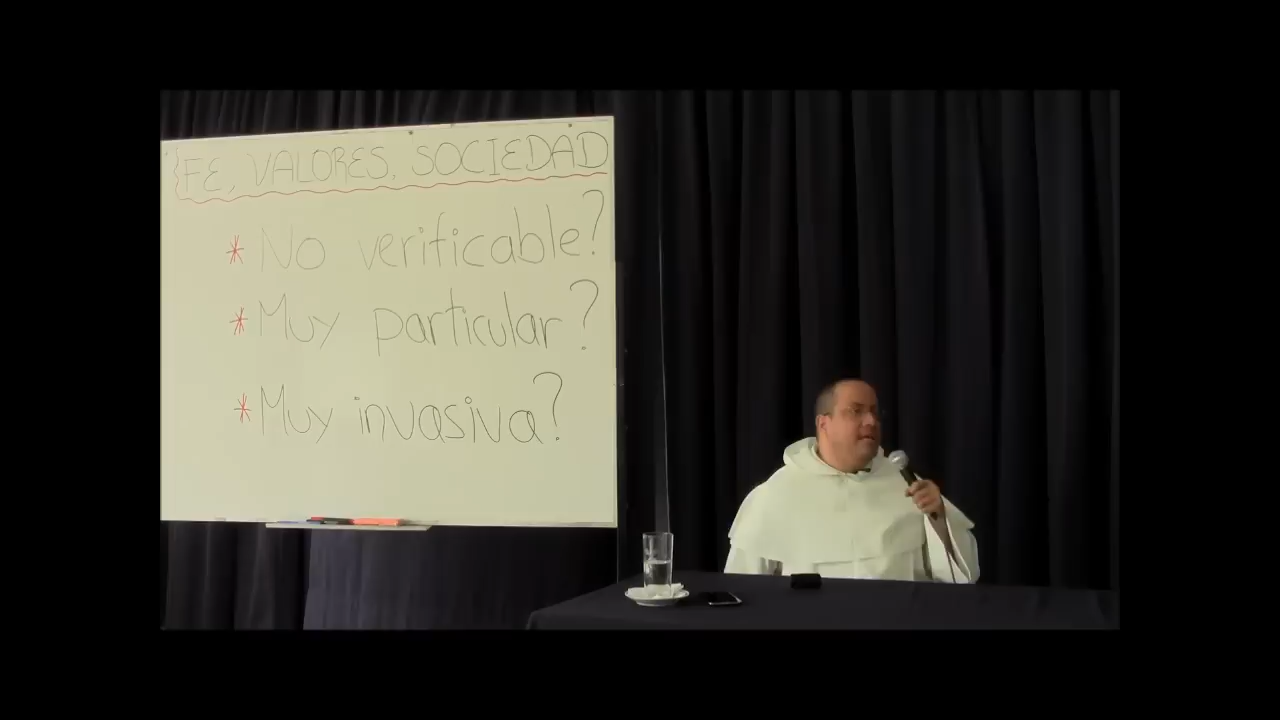 FE, VALORES, SOCIEDAD
* No verificable?
* Muy particular?
* Muy invasiva?